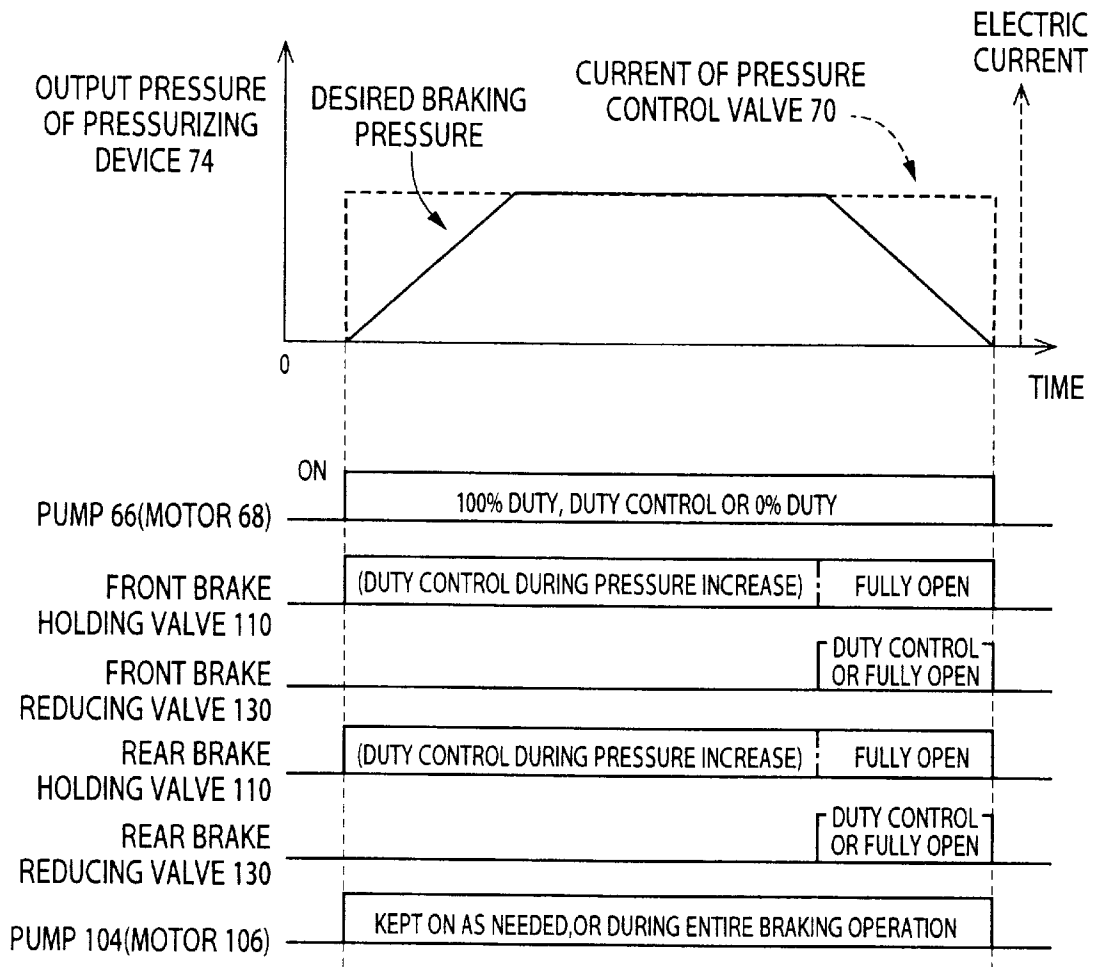 ELECTRIC
CURRENT
OUTPUT PRESSURE
OF PRESSURIZING
DEVICE 74
DESIRED BRAKING
PRESSURE
CURRENT OF PRESSURE
CONTROL VALVE 70
0
TIME
ON
PUMP 66(MOTOR 68)
100% DUTY, DUTY CONTROL OR 0% DUTY
FRONT BRAKE
HOLDING VALVE 110
(DUTY CONTROL DURING PRESSURE INCREASE)
FULLY OPEN
FRONT BRAKE
REDUCING VALVE 130
DUTY CONTROL
OR FULLY OPEN
REAR BRAKE
HOLDING VALVE 110
(DUTY CONTROL DURING PRESSURE INCREASE)
FULLY OPEN
REAR BRAKE
REDUCING VALVE 130
DUTY CONTROL
OR FULLY OPEN
PUMP 104(MOTOR 106)
KEPT ON AS NEEDED,OR DURING ENTIRE BRAKING OPERATION